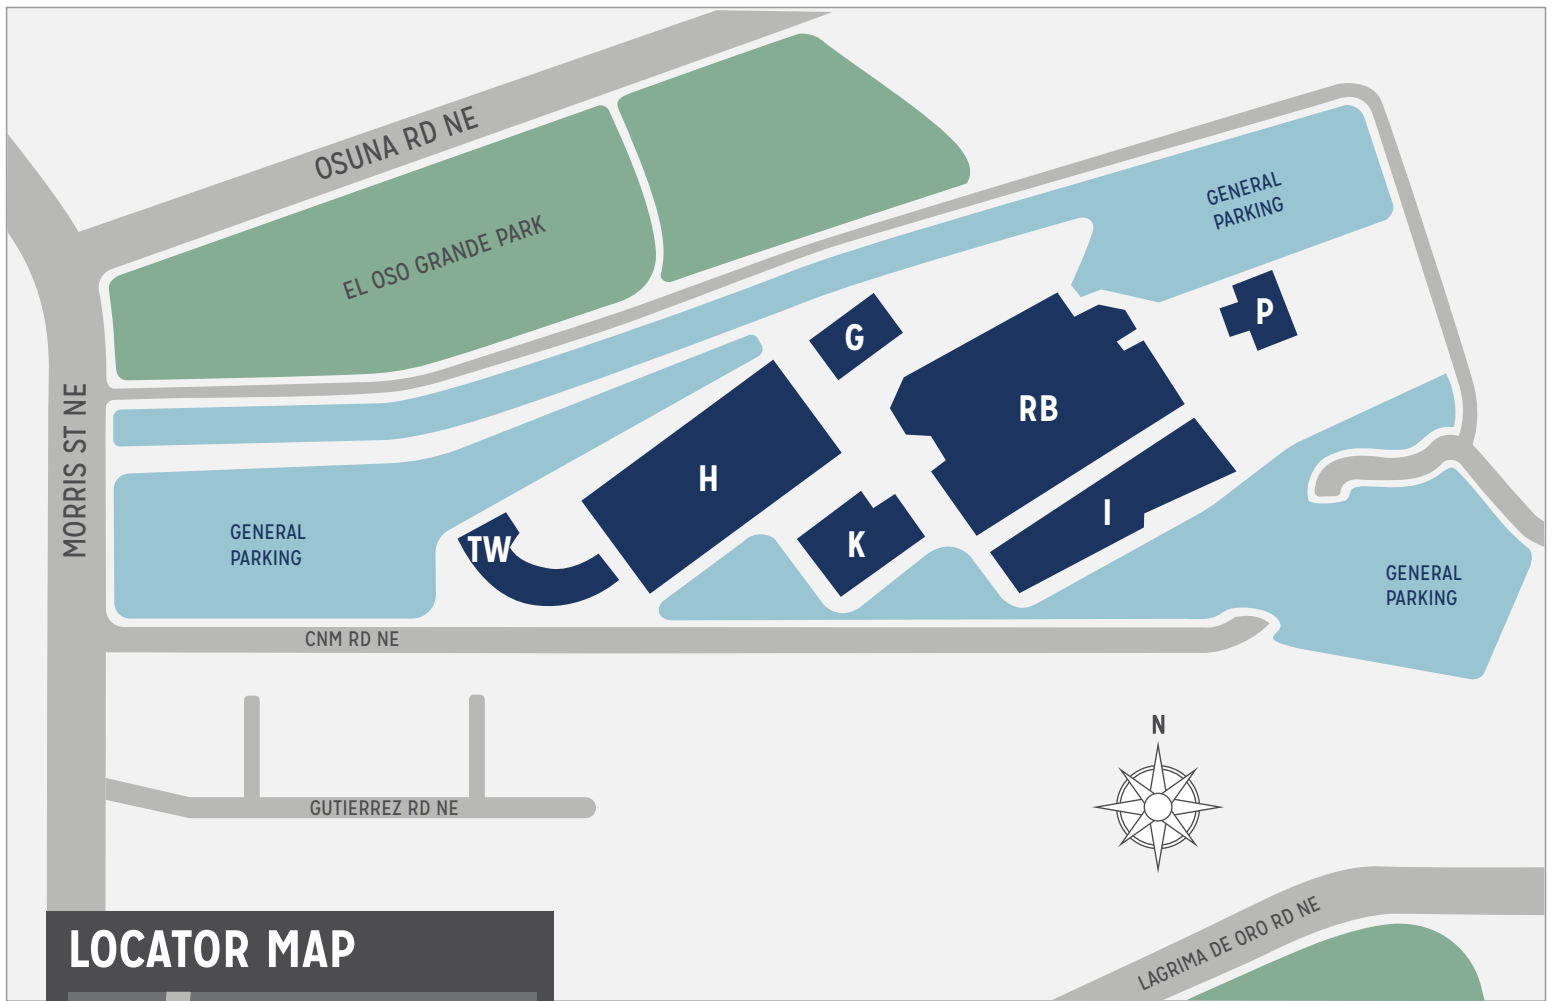 OSUNA RD NE
EL OSO GRANDE PARK
GENERAL
PARKING
P
G
RB
MORRIS ST NE
H
I
K
TW
GENERAL
PARKING
GENERAL
PARKING
CNM RD NE
N
GUTIERREZ RD NE
LAGRIMA DE ORO RD NE
LOCATOR MAP